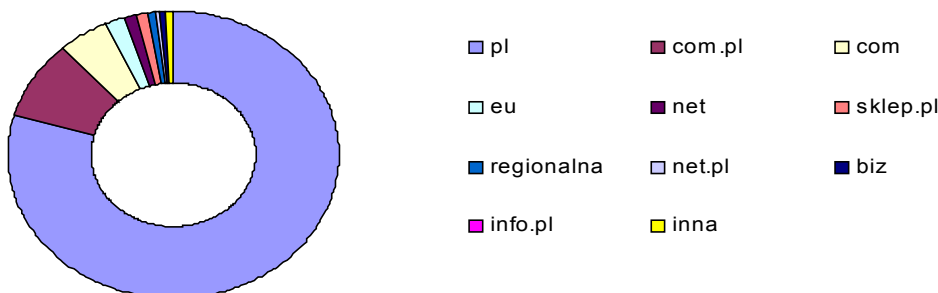 pl com.pl com
eu net sklep.pl
regionalna net.pl biz
info.pl inna